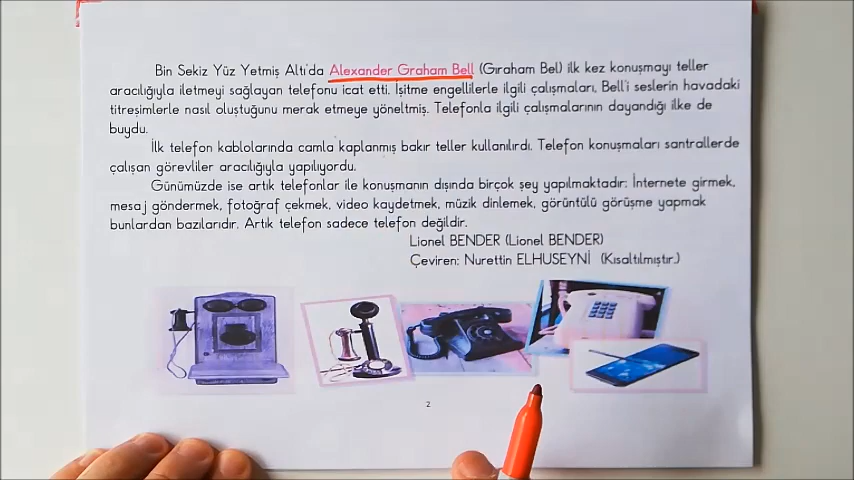 Bin Sekiz Yüz Yetmiş Altı'da Alexander Graham Bell (Gıraham Bel) ilk kez konuşmayı teller
aracılığıyla iletmeyi sağlayan telefonu icat etti. İşitme engellilerle ilgili çalışmaları, Bell'i seslerin havadaki
titreşimlerle nasıl oluştuğunu merak etmeye yöneltmiş. Telefonla ilgili çalışmalarının dayandığı ilke de
buydu.
İlk telefon kablolarında camla kaplanmış bakır teller kullanılırdı. Telefon konuşmaları santrallerde
çalışan görevliler aracılığıyla yapılıyordu.
Günümüzde ise artık telefonlar ile konuşmanın dışında birçok şey yapılmaktadır: İnternete girmek,
mesaj göndermek, fotoğraf çekmek, video kaydetmek, müzik dinlemek, görüntülü görüşme yapmak
bunlardan bazılarıdır. Artık telefon sadece telefon değildir.
Lionel BENDER (Lionel BENDER)
Çeviren: Nurettin ELHUSEYNİ (Kısaltılmıştır.)
2